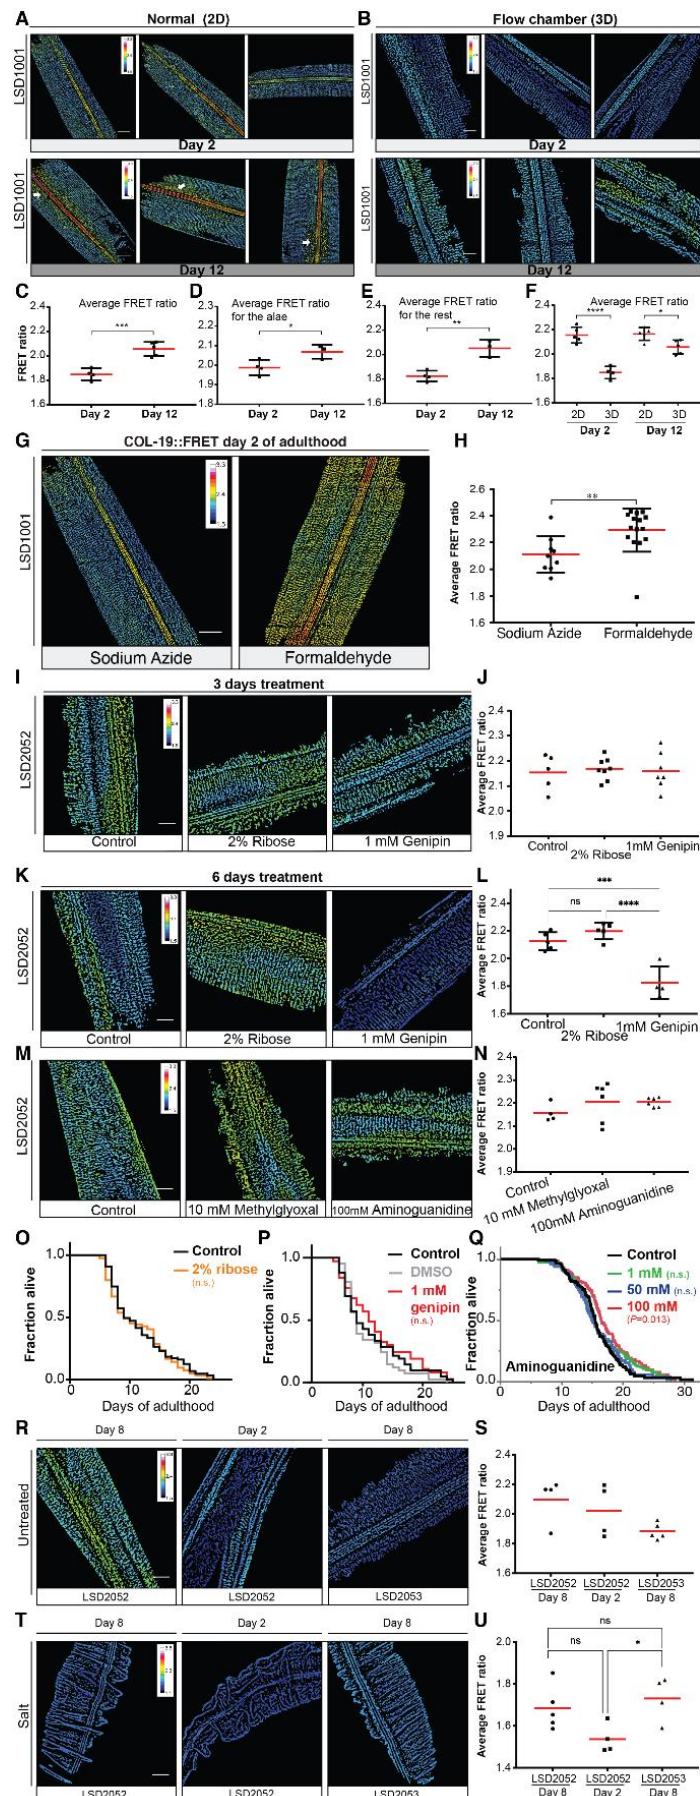 A Normal (2D)
B Flow chamber (3D)
LSD1001
LSD1001
Day 2
Day 2
LSD1001
LSD1001
Day 12
Day 12
C Average FRET ratio
FRET ratio
2.4
2.2
2.0
1.8
1.6
***
Day 2 Day 12
D Average FRET ratio
for the alae
2.3
2.2
2.1
2.0
1.9
1.8
*
Day 2 Day 12
E Average FRET ratio
for the rest
2.4
2.2
2.0
1.8
1.6
**
Day 2 Day 12
F Average FRET ratio
2.4
2.2
2.0
1.8
1.6
**** *
2D 3D 2D 3D
Day 2 Day 12
G COL-19::FRET day 2 of adulthood
LSD1001
3.3
2.4
1.5
Sodium Azide Formaldehyde
H
Average FRET ratio
2.6
2.4
2.2
2.0
1.8
1.6
**
Sodium Azide Formaldehyde
I 3 days treatment
LSD2052
Control 2% Ribose 1 mM Genipin
J
Average FRET ratio
2.4
2.3
2.2
2.1
2.0
1.9
Control 1mM Genipin
2% Ribose
K 6 days treatment
LSD2052
Control 2% Ribose 1 mM Genipin
L
Average FRET ratio
***
ns ****
2.4
2.2
2.0
1.8
1.6
Control 1mM Genipin
2% Ribose
M
LSD2052
Control 10 mM Methylglyoxal 100mM Aminoguanidine
N
Average FRET ratio
2.4
2.3
2.2
2.1
2.0
1.9
Control
10 mM Methylglyoxal
100mM Aminoguanidine
O
Fracrtion alive
1.0
0.5
0.0
Control
2% ribose
(n.s.)
0 10 20
Days of adulthood
P
Fracrtion alive
1.0
0.5
0.0
Control
DMSO
1 mM
genipin
(n.s.)
0 10 20
Days of adulthood
Q
Fracrtion alive
1.0
0.5
0.0
Control
1 mM (n.s.)
50 mM (n.s.)
100 mM
(P=0.013)
Aminoguanidine
0 10 20 30
Days of adulthood
R Day 8 Day 2 Day 8
Untreated
LSD2052 LSD2052 LSD2053
S
Average FRET ratio
2.4
2.2
2.0
1.8
1.6
LSD2052 LSD2052 LSD2053
Day 8 Day 2 Day 8
T Day 8 Day 2 Day 8
Salt
LSD2052 LSD2052 LSD2053
U
Average FRET ratio
ns
ns *
2.0
1.8
1.6
1.4
LSD2052 LSD2052 LSD2053
Day 8 Day 2 Day 8